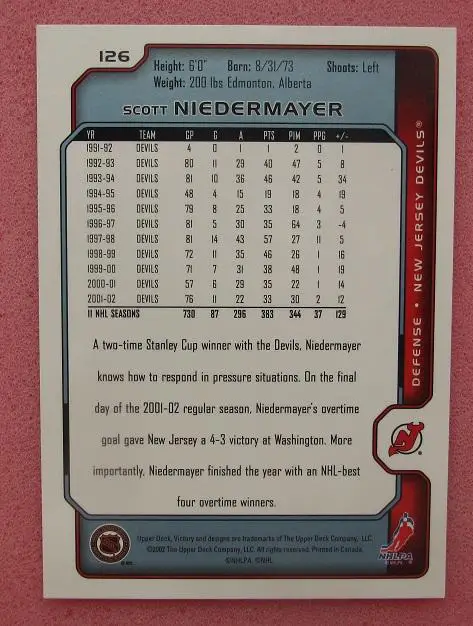 126
Height: 6'0" Born: 8/31/73 Shoots: Left
Weight: 200 lbs Edmonton, Alberta
SCOTT NIEDERMAYER
YR TEAM GP G A PTS PIM PPG +/-
1991-92 DEVILS 4 0 1 1 2 0 1
1992-93 DEVILS 80 11 29 40 47 5 8
1993-94 DEVILS 81 10 36 46 42 5 34
1994-95 DEVILS 48 4 15 19 18 4 19
1995-96 DEVILS 79 8 25 33 18 4 5
1996-97 DEVILS 81 5 30 35 64 3 -4
1997-98 DEVILS 81 14 43 57 27 11 5
1998-99 DEVILS 72 11 35 46 26 1 16
1999-00 DEVILS 71 7 31 38 48 1 19
2000-01 DEVILS 57 6 29 35 22 1 14
2001-02 DEVILS 76 11 22 33 30 2 12
11 NHL SEASONS 730 87 296 383 344 37 129
A two-time Stanley Cup winner with the Devils, Niedermayer
knows how to respond in pressure situations. On the final
day of the 2001-02 regular season, Niedermayer's overtime
goal gave New Jersey a 4-3 victory at Washington. More
importantly, Niedermayer finished the year with an NHL-best
four overtime winners.
DEFENSE • NEW JERSEY DEVILS®
Upper Deck, Victory and designs are trademarks of The Upper Deck Company, LLC.
©2002 The Upper Deck Company, LLC. All rights reserved. Printed in Canada.
©NHLPA ©NHL
NHLPA